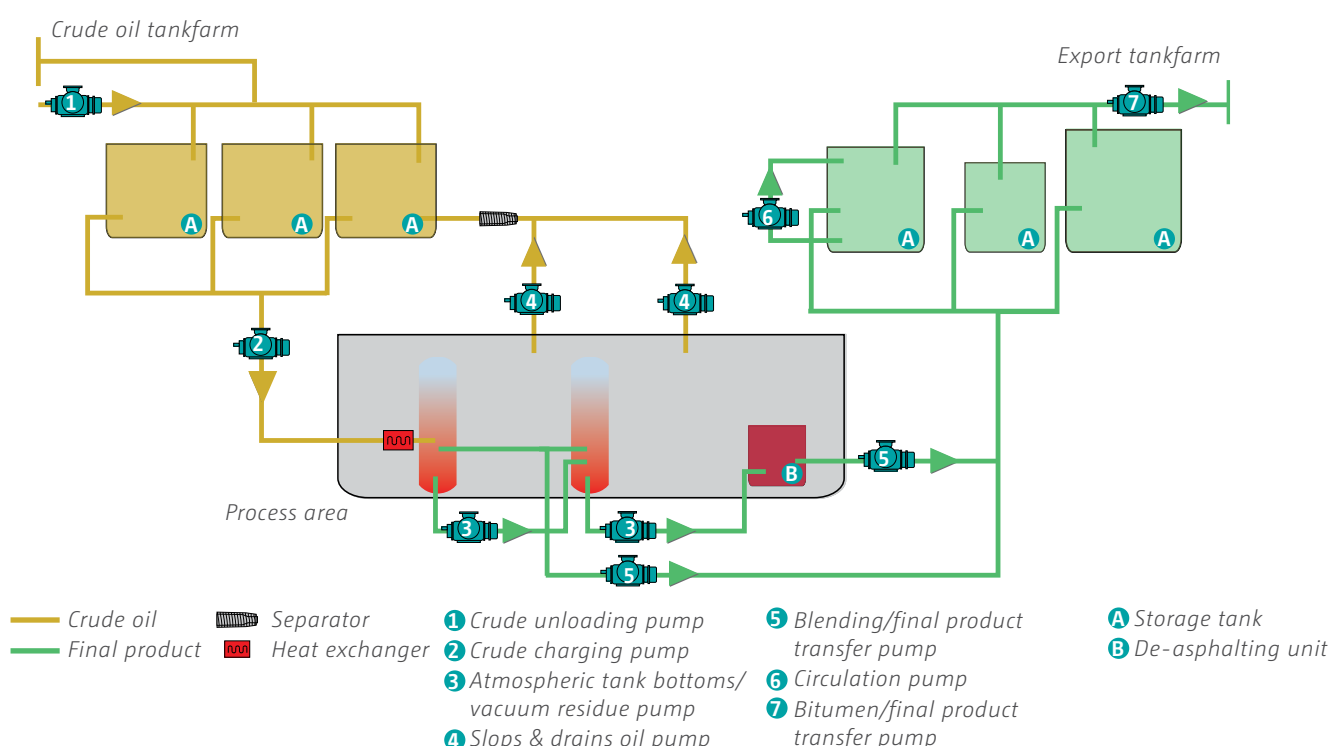 Crude oil tankfarm
Export tankfarm
1
7
A
A
A
6
A
A
A
4
4
2
B
5
Process area
3
3
5
Crude oil
Final product
Separator
Heat exchanger
1 Crude unloading pump
2 Crude charging pump
3 Atmospheric tank bottoms/
vacuum residue pump
4 Slops & drains oil pump
5 Blending/final product
transfer pump
6 Circulation pump
7 Bitumen/final product
transfer pump
A Storage tank
B De-asphalting unit